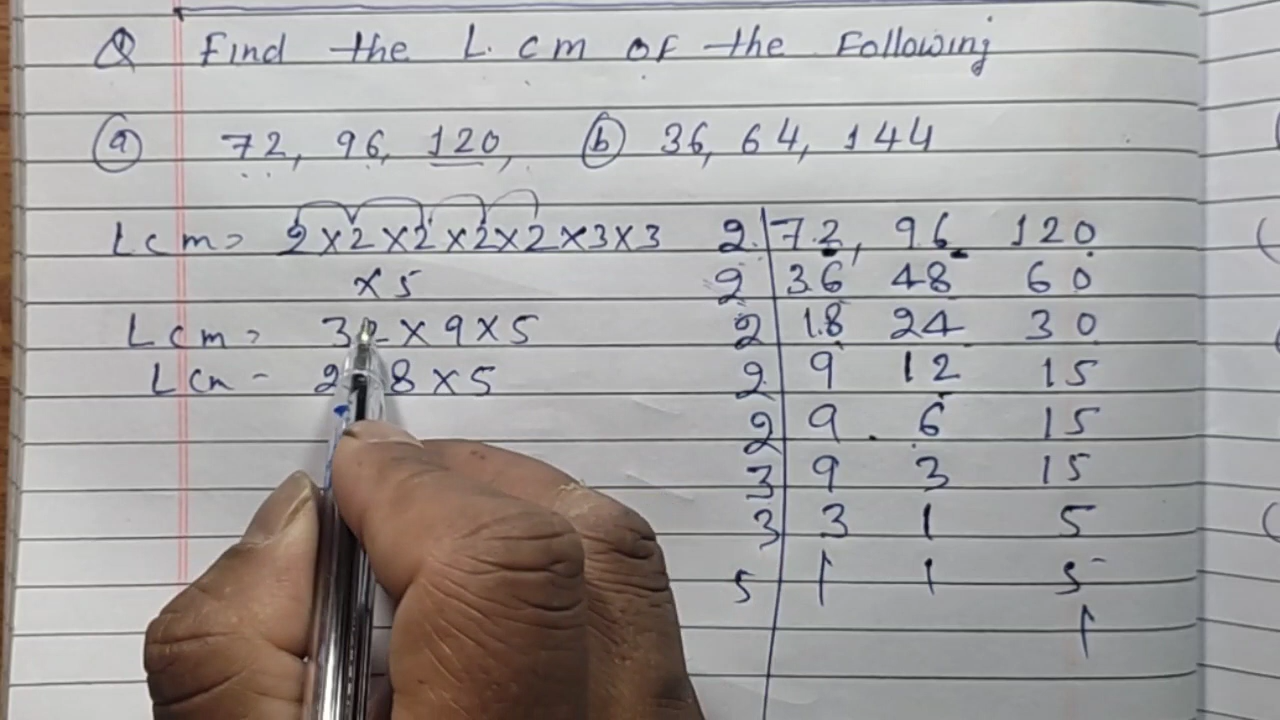 Q Find the L.cm of the Following
(a) 72, 96, 120, (b) 36, 64, 144
Lcm = 2×2×2×2×2×3×3
×5
Lcm = 32×9×5
Lcm = 288×5
2 | 72, 96 120
2 | 36 48 60
2 | 18 24 30
2 | 9 12 15
2 | 9 6 15
3 | 9 3 15
3 | 3 1 5
5 | 1 1 5
1